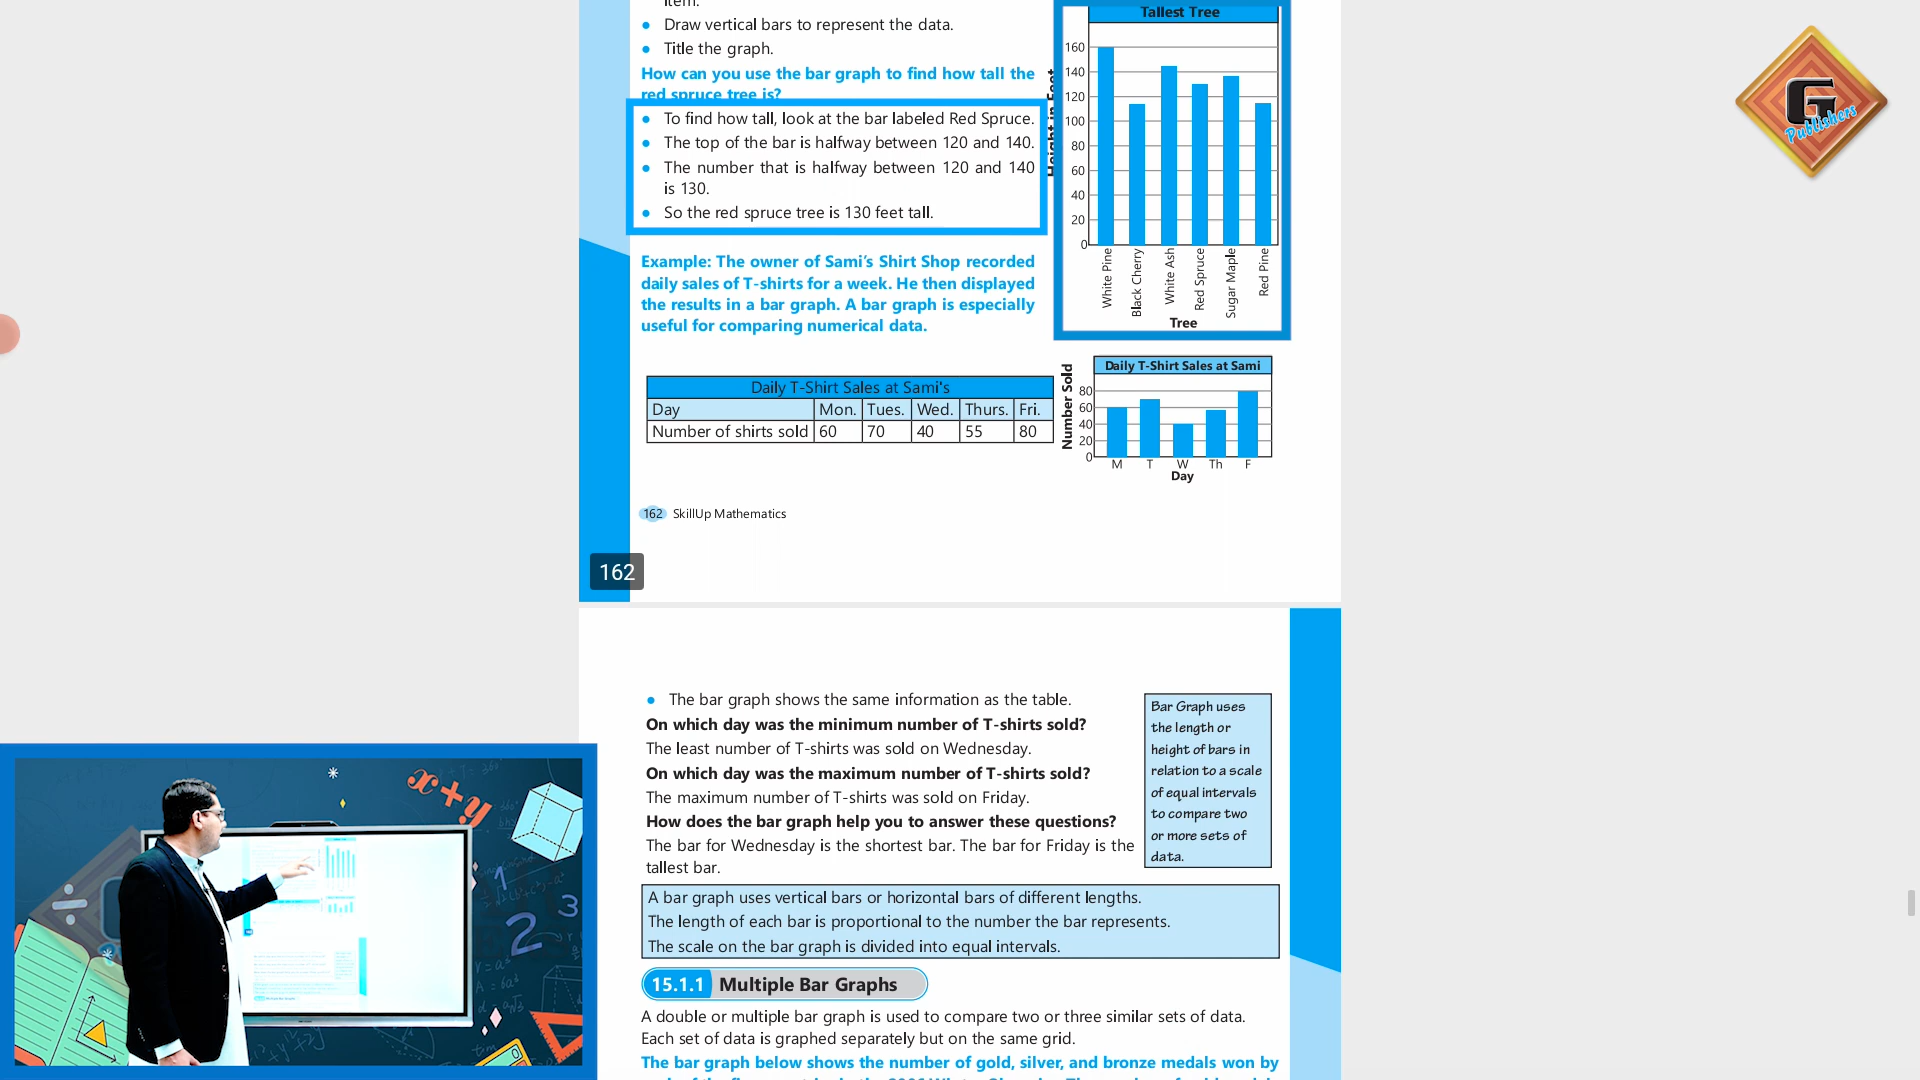 item.
● Draw vertical bars to represent the data.
● Title the graph.
How can you use the bar graph to find how tall the
red spruce tree is?
● To find how tall, look at the bar labeled Red Spruce.
● The top of the bar is halfway between 120 and 140.
● The number that is halfway between 120 and 140
is 130.
● So the red spruce tree is 130 feet tall.
Example: The owner of Sami's Shirt Shop recorded
daily sales of T-shirts for a week. He then displayed
the results in a bar graph. A bar graph is especially
useful for comparing numerical data.
Tallest Tree
Height in Feet
160
140
120
100
80
60
40
20
0
White Pine
Black Cherry
White Ash
Red Spruce
Sugar Maple
Red Pine
Tree
G
Publishers
Daily T-Shirt Sales at Sami's
Day Mon. Tues. Wed. Thurs. Fri.
Number of shirts sold 60 70 40 55 80
Daily T-Shirt Sales at Sami
Number Sold
80
60
40
20
0
M T W Th F
Day
162 SkillUp Mathematics
162
● The bar graph shows the same information as the table.
On which day was the minimum number of T-shirts sold?
The least number of T-shirts was sold on Wednesday.
On which day was the maximum number of T-shirts sold?
The maximum number of T-shirts was sold on Friday.
How does the bar graph help you to answer these questions?
The bar for Wednesday is the shortest bar. The bar for Friday is the
tallest bar.
Bar Graph uses
the length or
height of bars in
relation to a scale
of equal intervals
to compare two
or more sets of
data.
A bar graph uses vertical bars or horizontal bars of different lengths.
The length of each bar is proportional to the number the bar represents.
The scale on the bar graph is divided into equal intervals.
15.1.1 Multiple Bar Graphs
A double or multiple bar graph is used to compare two or three similar sets of data.
Each set of data is graphed separately but on the same grid.
The bar graph below shows the number of gold, silver, and bronze medals won by
x+y
1
2
3